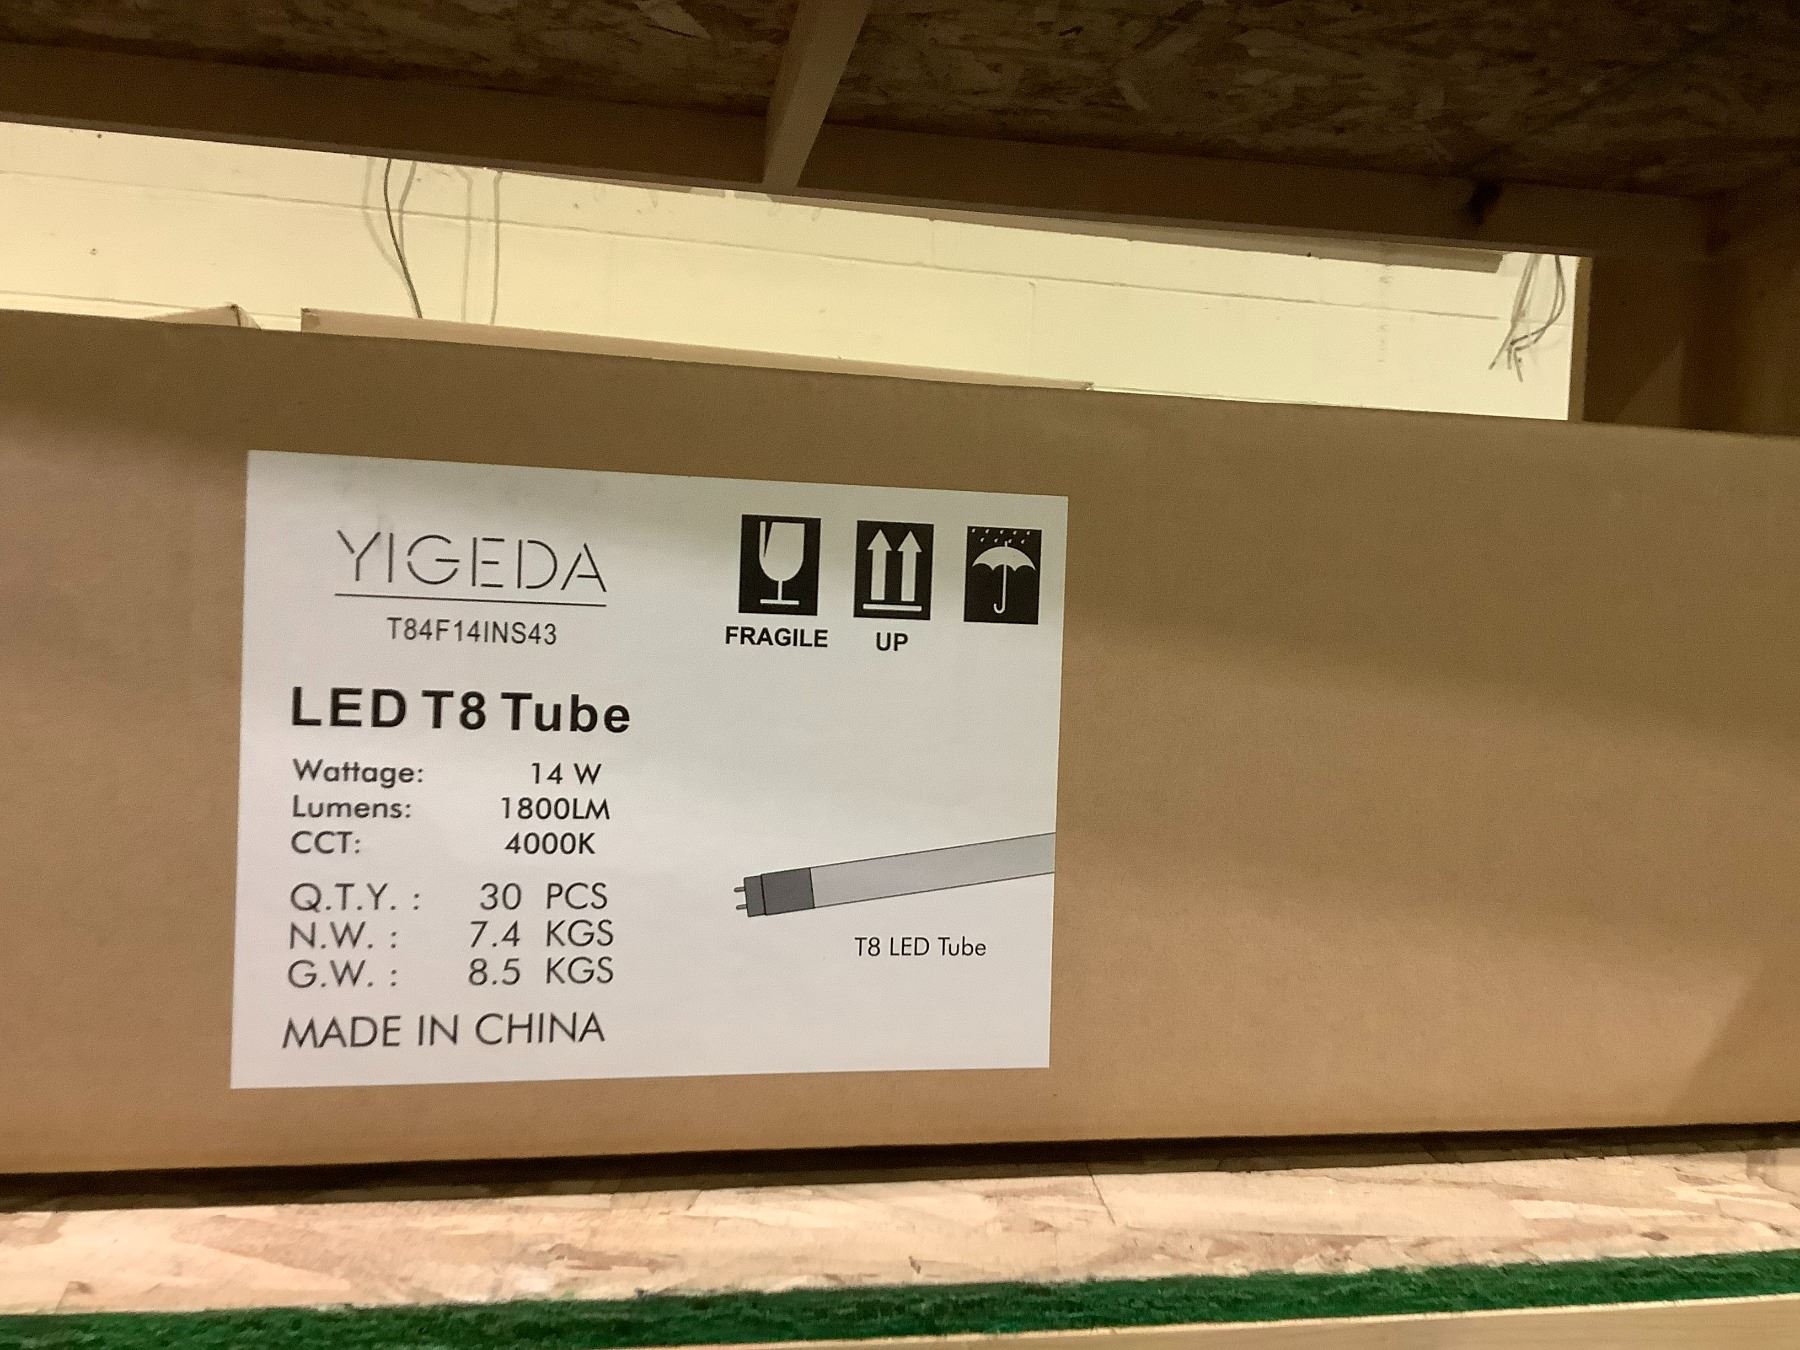 YIGEDA
T84F14INS43
FRAGILE
UP
LED T8 Tube
Wattage: 14 W
Lumens: 1800LM
CCT: 4000K
Q.T.Y. : 30 PCS
N.W. : 7.4 KGS
G.W. : 8.5 KGS
MADE IN CHINA
T8 LED Tube